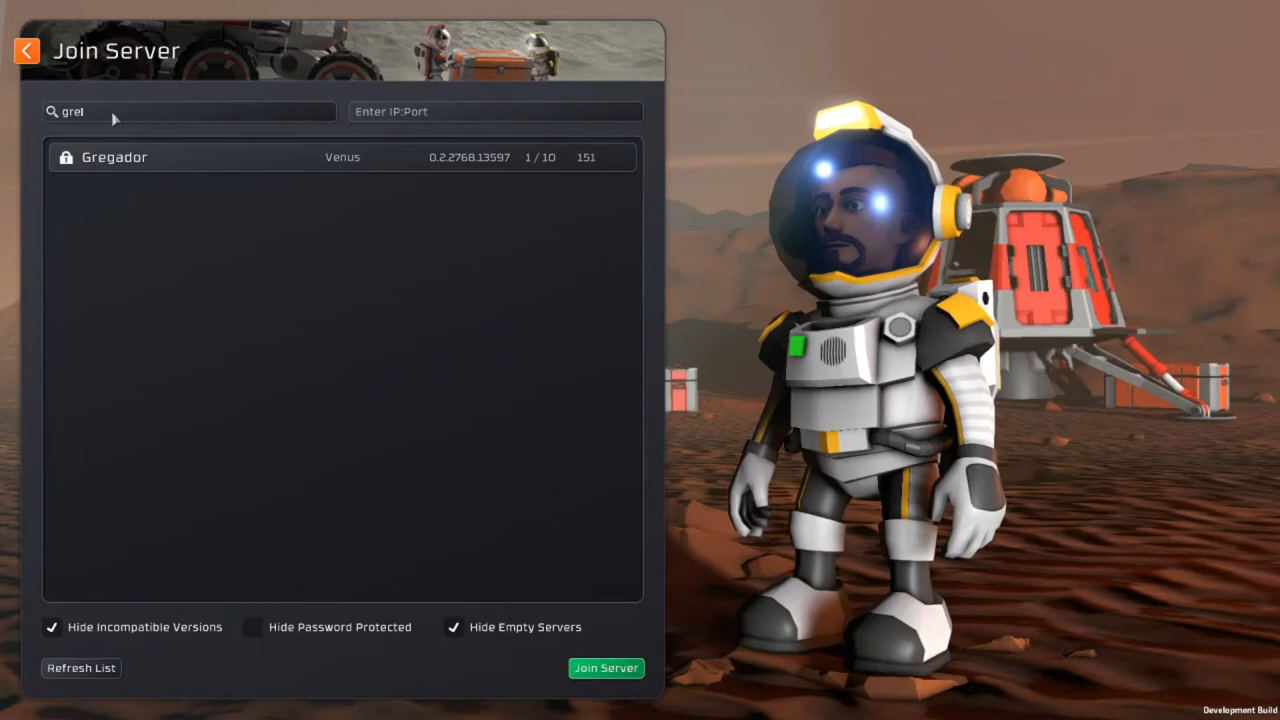 Join Server
gre
Enter IP:Port
Gregador Venus 0.2.2768.13597 1 / 10 151
Hide Incompatible Versions Hide Password Protected Hide Empty Servers
Refresh List Join Server
Development Build